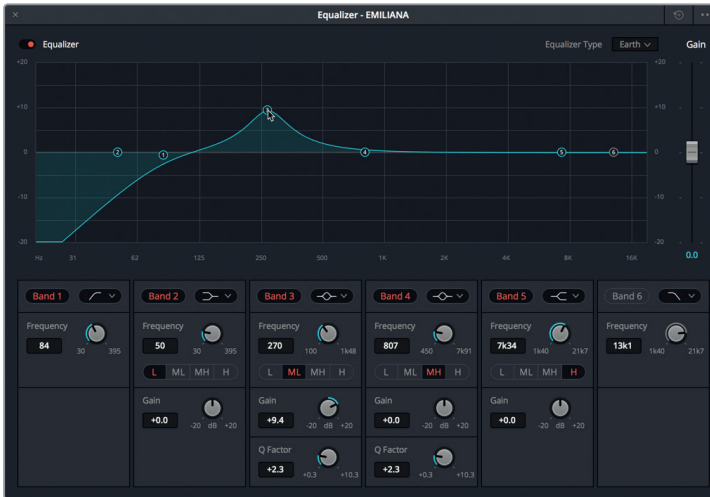 Equalizer - EMILIANA
Equalizer
Equalizer Type Earth Gain
+20 +20
+10 +10
0 0
-10 -10
-20 -20
Hz 31 62 125 250 500 1K 2K 4K 8K 16K
0.0
2 1 4 5 6
Band 1 Band 2 Band 3 Band 4 Band 5 Band 6
Frequency Frequency Frequency Frequency Frequency Frequency
84 30 395 50 30 395 270 100 1k48 807 450 7k91 7k34 1k40 21k7 13k1 1k40 21k7
L ML MH H L ML MH H L ML MH H L ML MH H
Gain Gain Gain Gain
+0.0 -20 dB +20 +9.4 -20 dB +20 +0.0 -20 dB +20 +0.0 -20 dB +20
Q Factor Q Factor
+2.3 +0.3 +10.3 +2.3 +0.3 +10.3